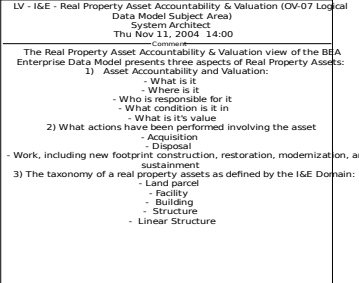 LV - I&E - Real Property Asset Accountability & Valuation (OV-07 Logical
Data Model Subject Area)
System Architect
Thu Nov 11, 2004  14:00
Comment
The Real Property Asset Accountability & Valuation view of the BEA
Enterprise Data Model presents three aspects of Real Property Assets:
1)   Asset Accountability and Valuation:
- What is it
- Where is it
- Who is responsible for it
- What condition is it in
- What is it's value
2) What actions have been performed involving the asset
- Acquisition
- Disposal
- Work, including new footprint construction, restoration, modernization,
sustainment
3) The taxonomy of a real property assets as defined by the I&E Domain:
- Land parcel
- Facility
-  Building
-  Structure
-  Linear Structure